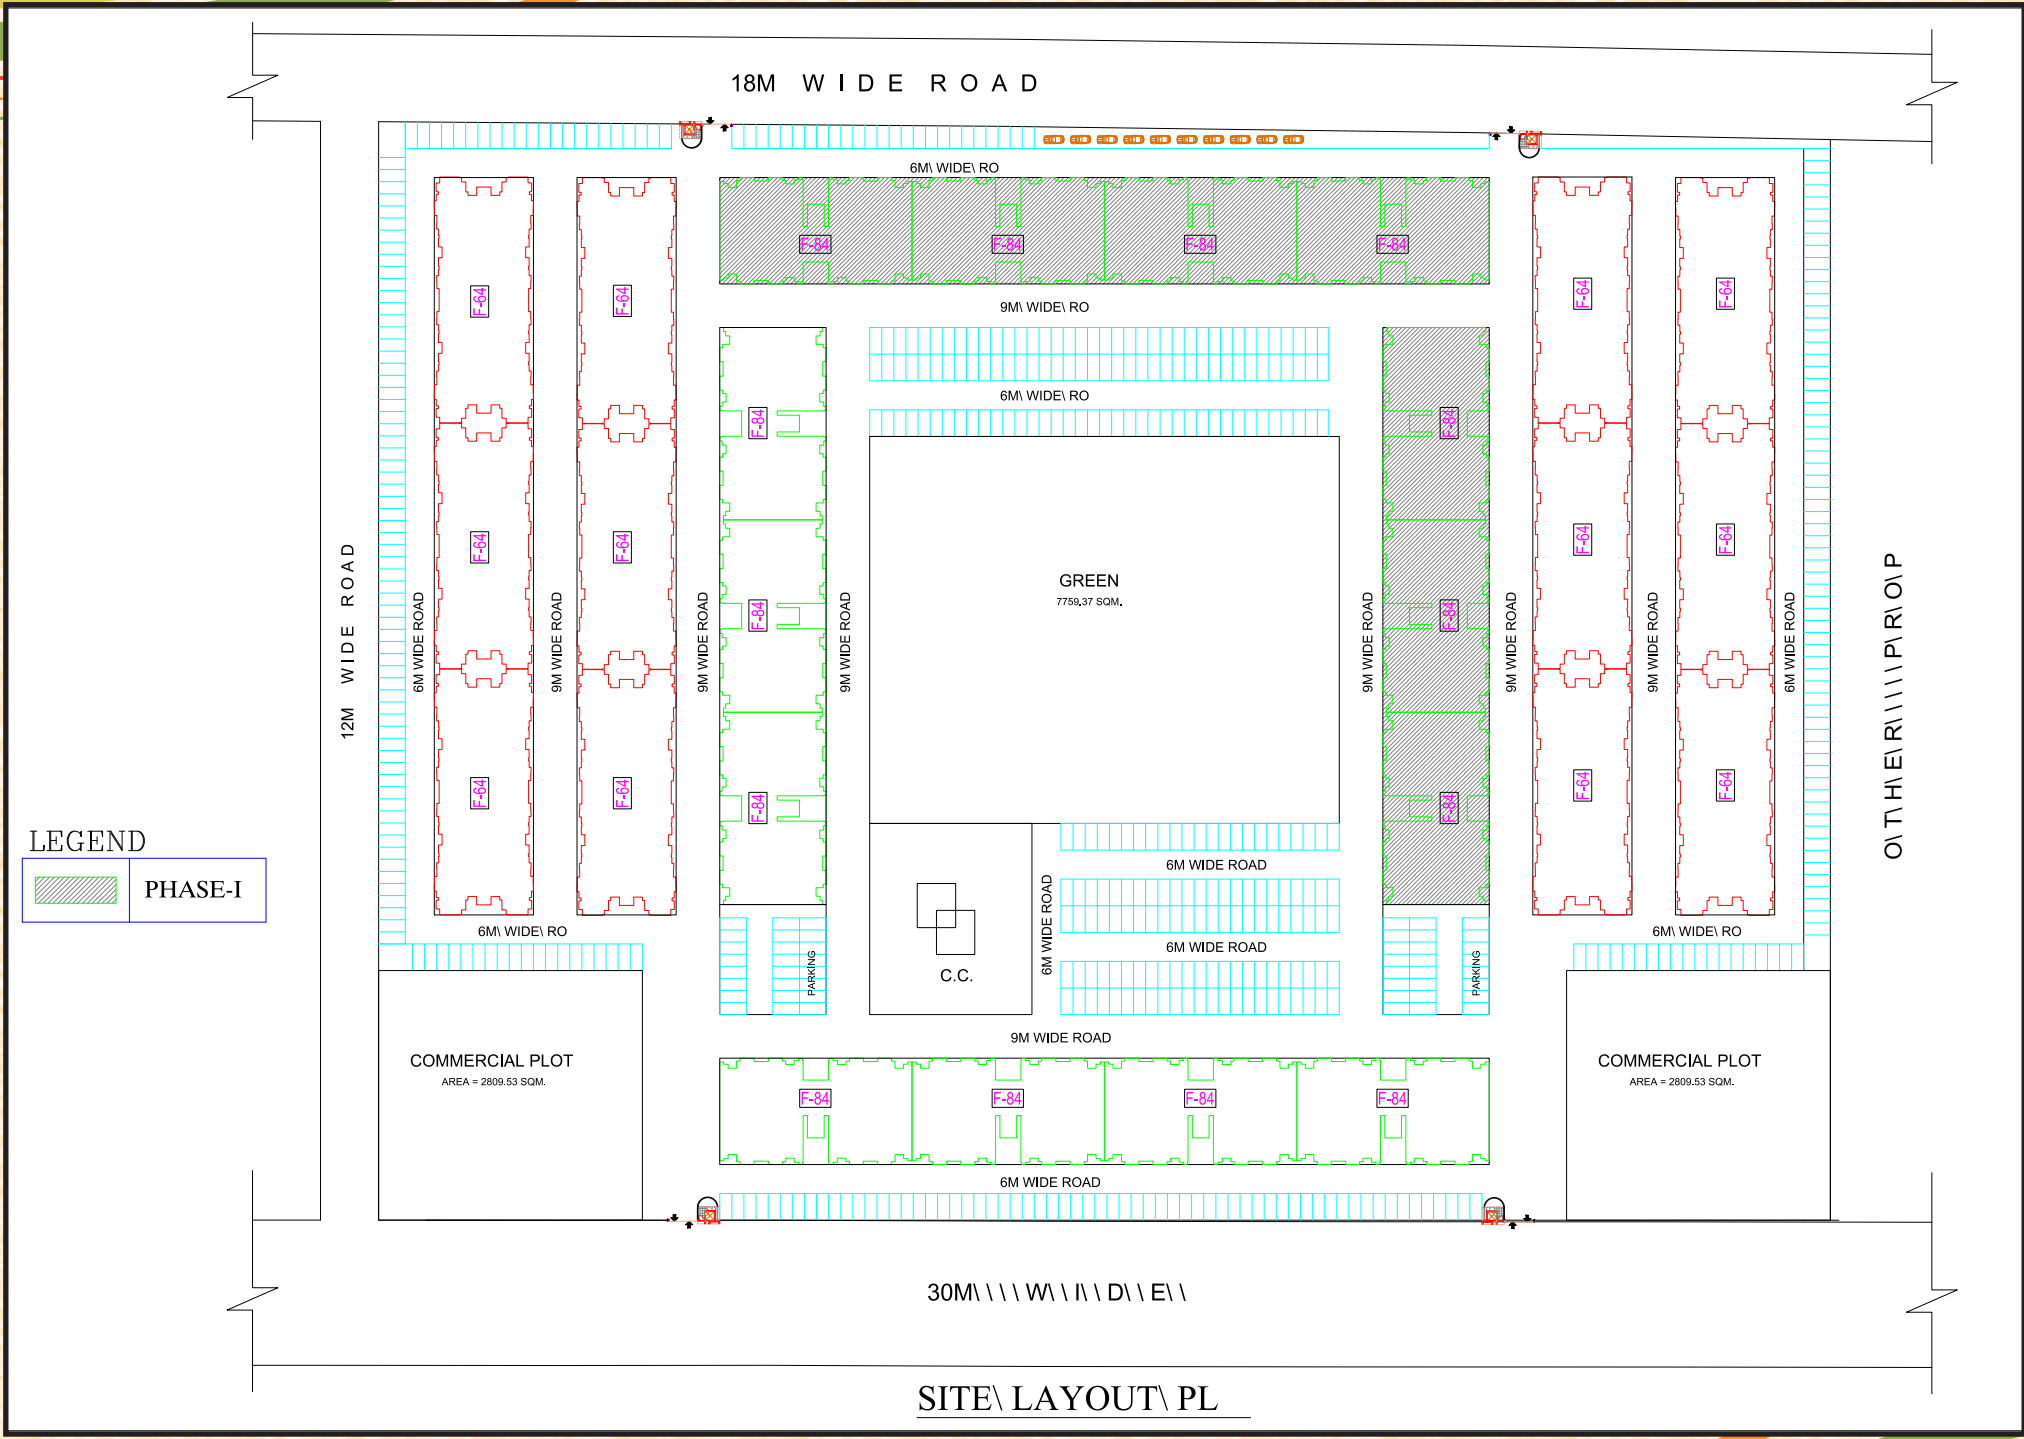 18M WIDE ROAD
6M\ WIDE\ RO
F-84
F-84
F-84
F-84
F-64
F-64
F-64
F-64
9M\ WIDE\ RO
6M\ WIDE\ RO
F-84
F-84
F-64
F-64
F-64
F-64
GREEN
7759.37 SQM.
F-84
F-84
12M WIDE ROAD
6M WIDE ROAD
9M WIDE ROAD
9M WIDE ROAD
9M WIDE ROAD
9M WIDE ROAD
9M WIDE ROAD
9M WIDE ROAD
6M WIDE ROAD
O\ T\ H\ E\ R\ \ \ \ \ P\ R\ O\ P
F-64
F-64
F-84
F-84
F-64
F-64
LEGEND
PHASE-I
6M WIDE ROAD
6M WIDE ROAD
6M WIDE ROAD
6M\ WIDE\ RO
6M\ WIDE\ RO
PARKING
C.C.
PARKING
9M WIDE ROAD
COMMERCIAL PLOT
AREA = 2809.53 SQM.
COMMERCIAL PLOT
AREA = 2809.53 SQM.
F-84
F-84
F-84
F-84
6M WIDE ROAD
30M\ \ \ \ W\ \ I\ \ D\ \ E\ \
SITE\ LAYOUT\ PL